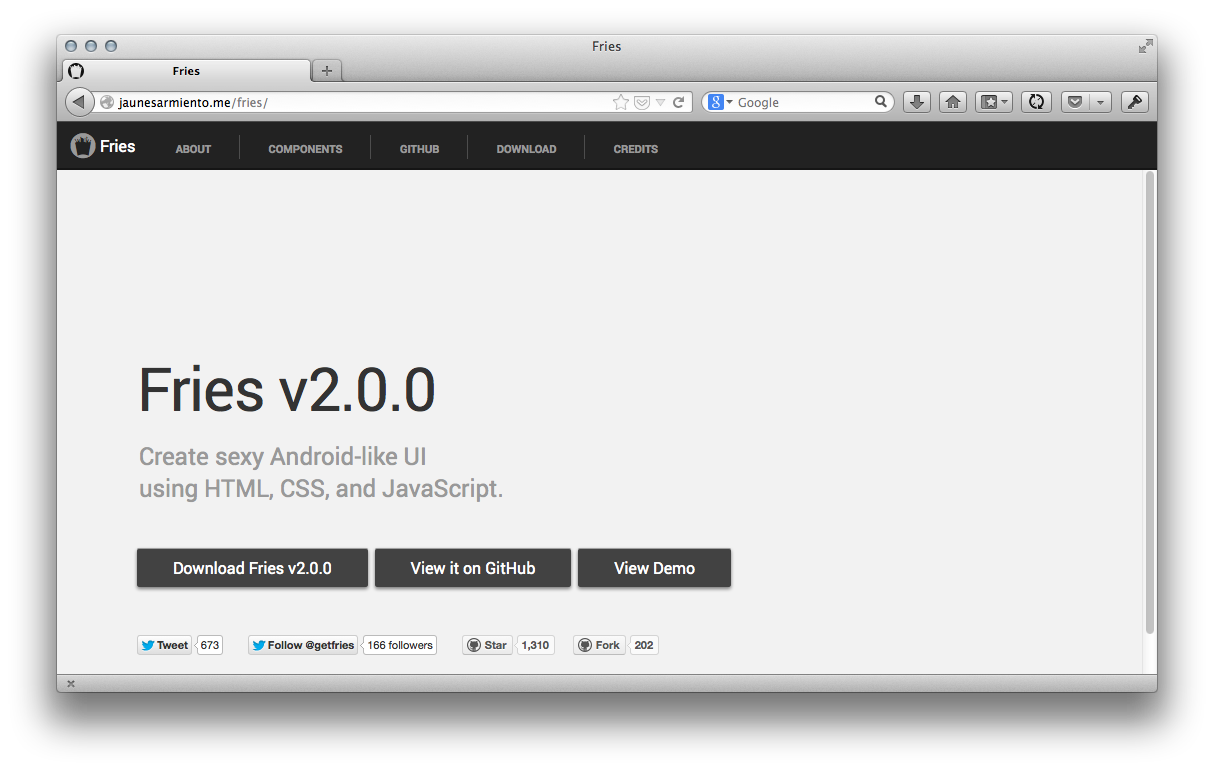 Fries
Fries
jaunesarmiento.me/fries/
Google
Fries
ABOUT
COMPONENTS
GITHUB
DOWNLOAD
CREDITS
Fries v2.0.0
Create sexy Android-like UI
using HTML, CSS, and JavaScript.
Download Fries v2.0.0
View it on GitHub
View Demo
Tweet
673
Follow @getfries
166 followers
Star
1,310
Fork
202